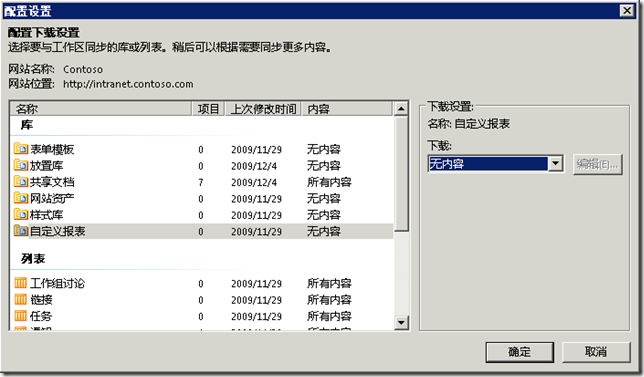 配置设置
配置下载设置
选择要与工作区同步的库或列表。稍后可以根据需要同步更多内容。
网站名称: Contoso
网站位置: http://intranet.contoso.com
名称 项目 上次修改时间 内容
库
表单模板 0 2009/11/29 无内容
放置库 0 2009/12/4 无内容
共享文档 7 2009/12/4 所有内容
网站资产 0 2009/11/29 无内容
样式库 0 2009/11/29 无内容
自定义报表 0 2009/11/29 无内容
列表
工作组讨论 0 2009/11/29 所有内容
链接 0 2009/11/29 所有内容
任务 0 2009/11/29 所有内容
下载设置:
名称: 自定义报表
下载:
无内容
编辑(E)...
确定
取消